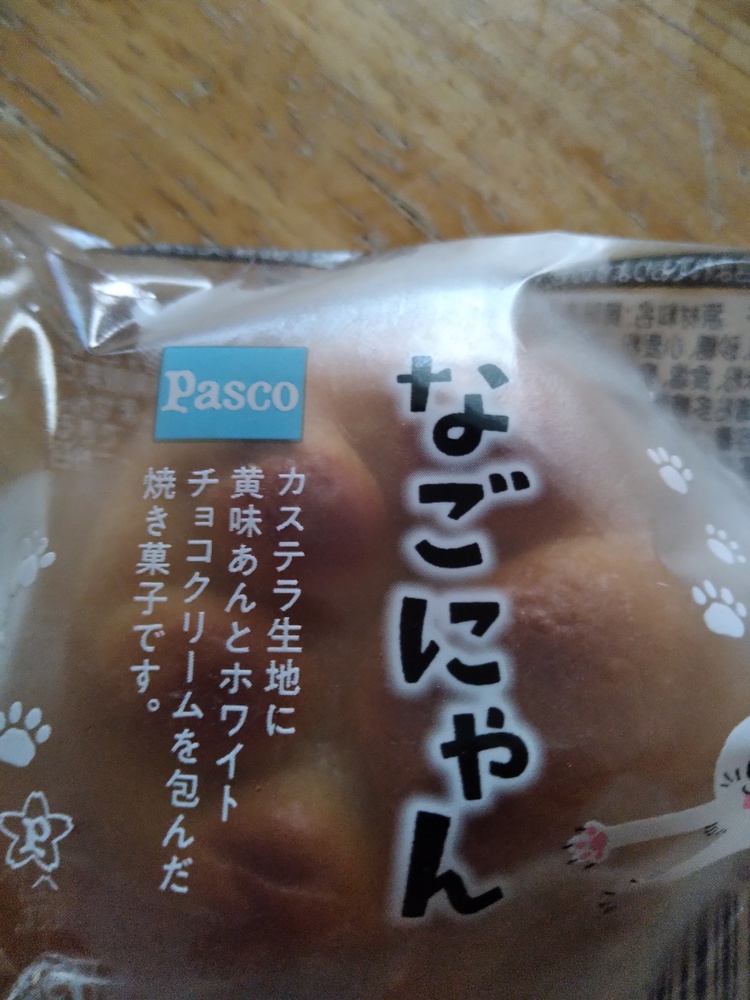 なごにゃん
Pasco
カステラ生地に
黄味あんとホワイト
チョコクリームを包んだ
焼き菓子です。